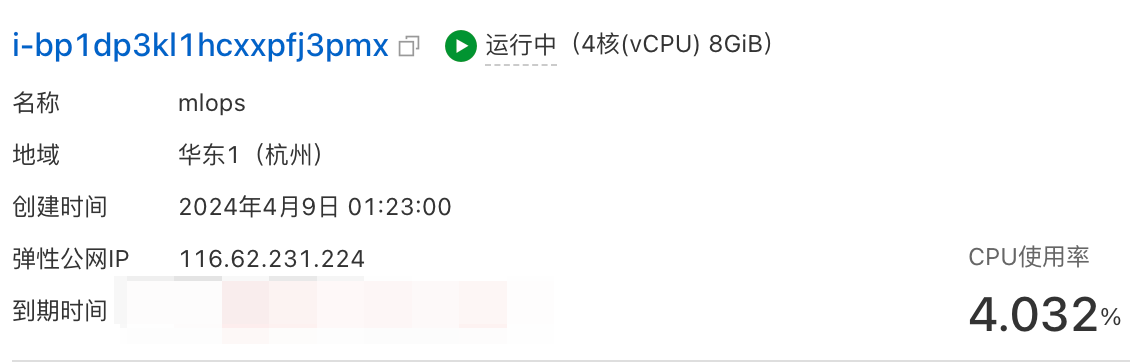 i-bp1dp3kl1hcxxpfj3pmx 运行中（4核(vCPU) 8GiB）
名称 mlops
地域 华东1（杭州）
创建时间 2024年4月9日 01:23:00
弹性公网IP 116.62.231.224
CPU使用率
到期时间
4.032%